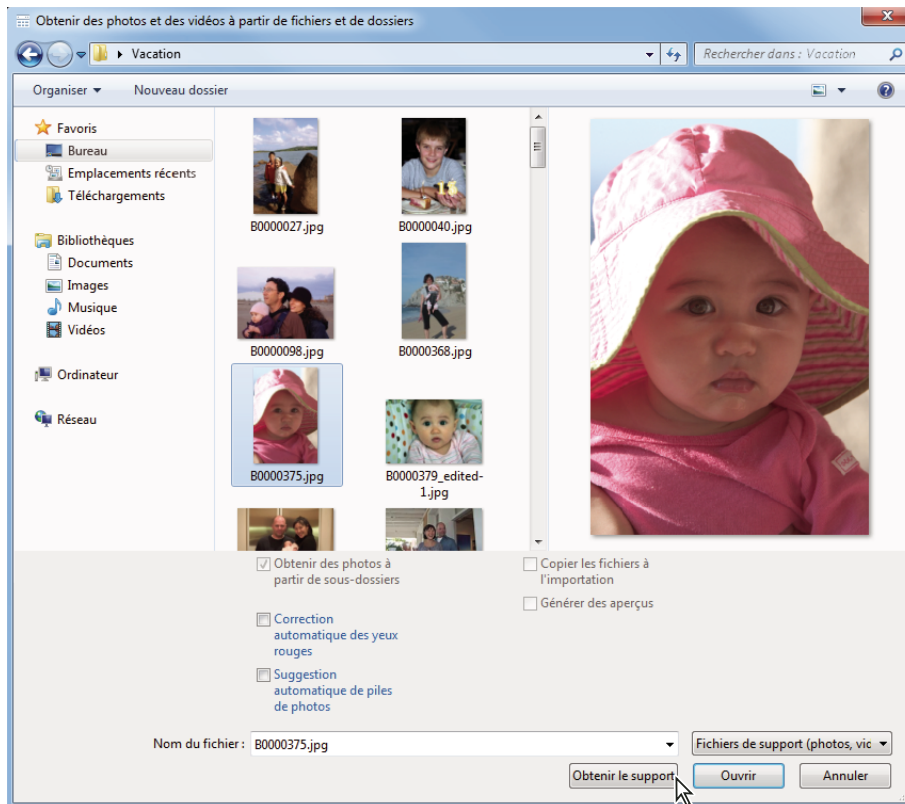 Obtenir des photos et des vidéos à partir de fichiers et de dossiers
Vacation
Rechercher dans : Vacation
Organiser
Nouveau dossier
Favoris
Bureau
Emplacements récents
Téléchargements
Bibliothèques
Documents
Images
Musique
Vidéos
Ordinateur
Réseau
B0000027.jpg
B0000040.jpg
B0000098.jpg
B0000368.jpg
B0000375.jpg
B0000379_edited-
1.jpg
Obtenir des photos à
partir de sous-dossiers
Correction
automatique des yeux
rouges
Suggestion
automatique de piles
de photos
Copier les fichiers à
l'importation
Générer des aperçus
Nom du fichier : B0000375.jpg
Fichiers de support (photos, vic
Obtenir le support
Ouvrir
Annuler